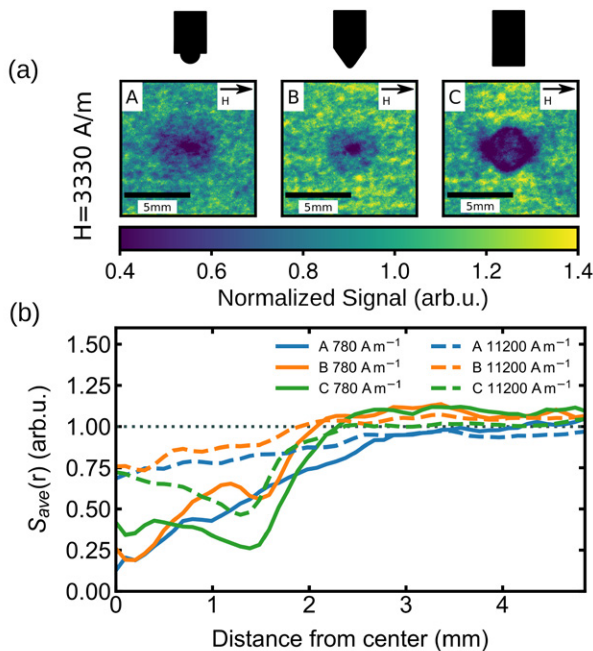 (a)
H=3330 A/m
A
H
5mm
B
H
5mm
C
H
5mm
0.4 0.6 0.8 1.0 1.2 1.4
Normalized Signal (arb.u.)
(b)
S_ave(r) (arb.u.)
1.50
1.25
1.00
0.75
0.50
0.25
0.00
A 780 A m⁻¹
B 780 A m⁻¹
C 780 A m⁻¹
A 11200 A m⁻¹
B 11200 A m⁻¹
C 11200 A m⁻¹
0 1 2 3 4
Distance from center (mm)